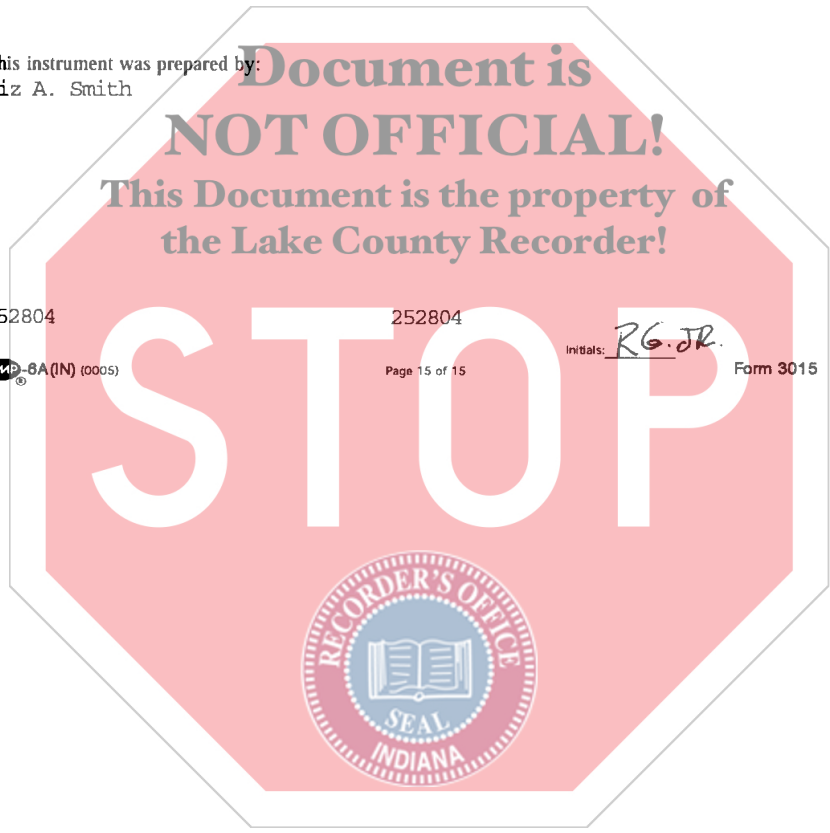 his instrument was prepared by:
iz A. Smith
Document is
NOT OFFICIAL!
This Document is the property of
the Lake County Recorder!
52804
252804
Initials: RG.JR.
MP-6A(IN) (0005)
®
Page 15 of 15
Form 3015
STOP
RECORDER'S OFFICE
SEAL
INDIANA